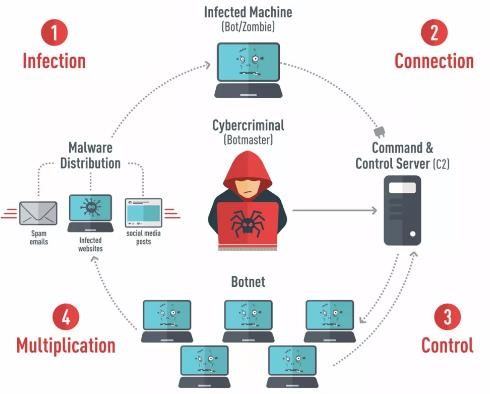 Infected Machine
(Bot/Zombie)
1
Infection
2
Connection
Cybercriminal
(Botmaster)
Malware
Distribution
Command &
Control Server (C2)
Spam
emails
Infected
websites
social media
posts
Botnet
4
Multiplication
3
Control